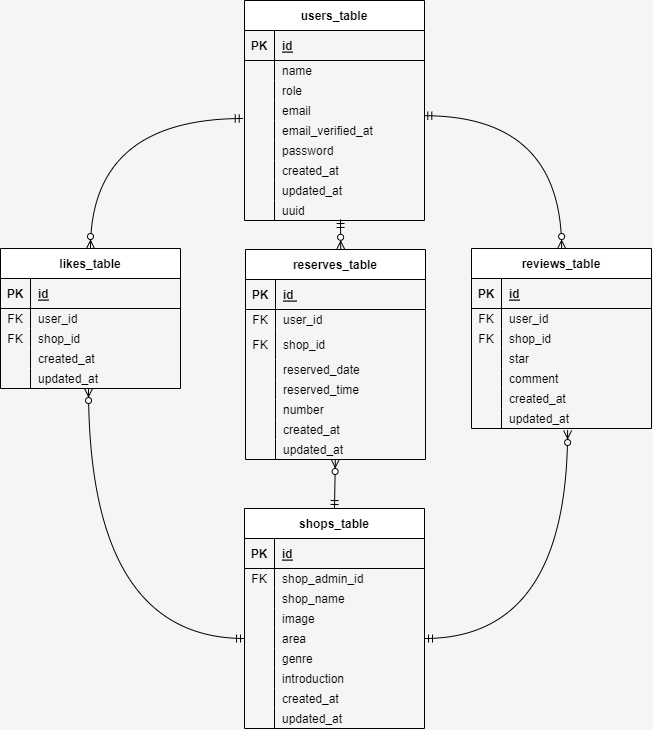 users_table
PK id
name
role
email
email_verified_at
password
created_at
updated_at
uuid
likes_table
PK id
FK user_id
FK shop_id
created_at
updated_at
reserves_table
PK id
FK user_id
FK shop_id
reserved_date
reserved_time
number
created_at
updated_at
reviews_table
PK id
FK user_id
FK shop_id
star
comment
created_at
updated_at
shops_table
PK id
FK shop_admin_id
shop_name
image
area
genre
introduction
created_at
updated_at